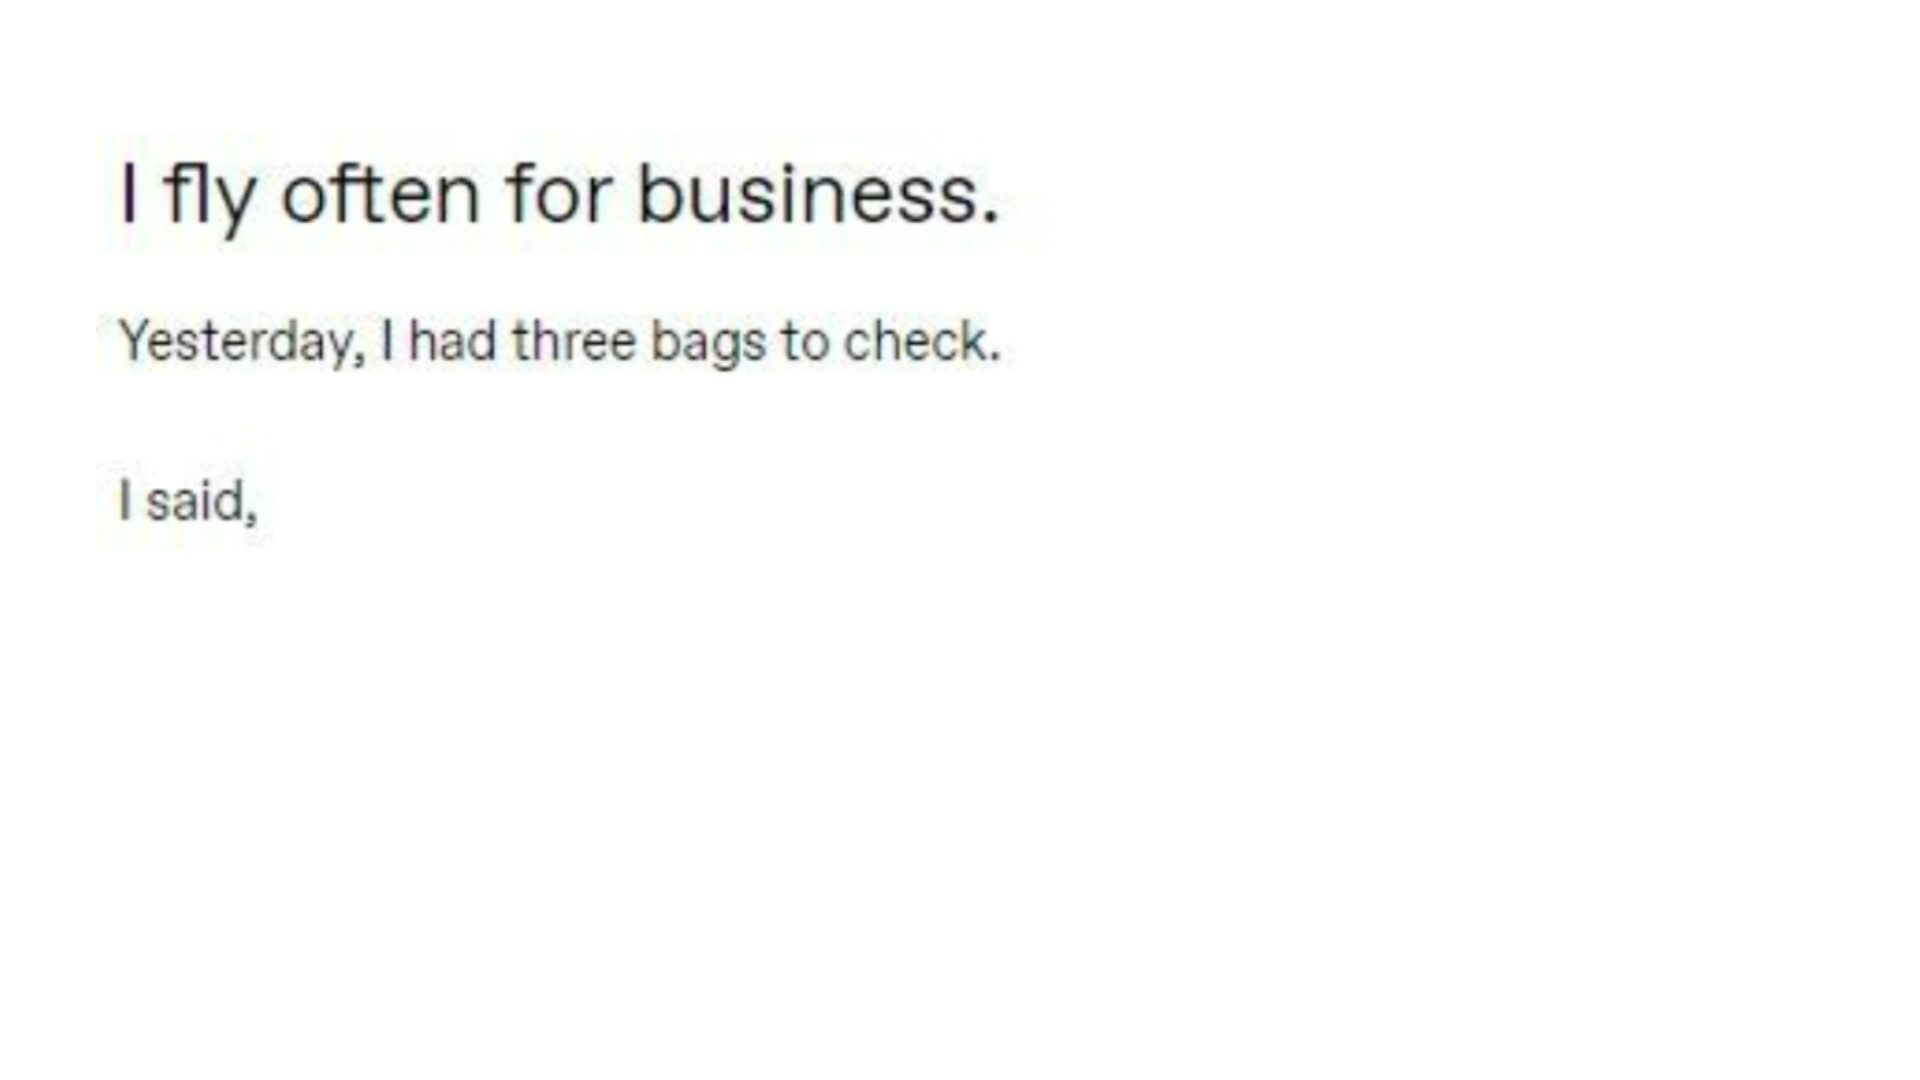 I fly often for business.
Yesterday, I had three bags to check.
I said,